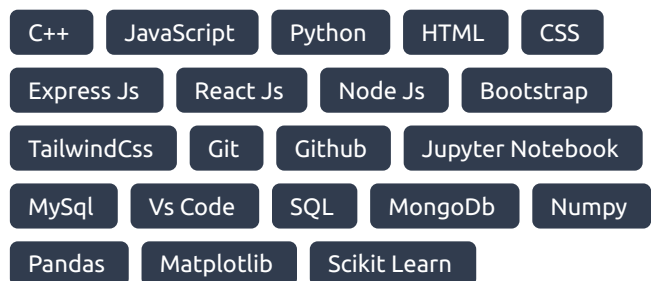 C++ JavaScript Python HTML CSS
Express Js React Js Node Js Bootstrap
TailwindCss Git Github Jupyter Notebook
MySql Vs Code SQL MongoDb Numpy
Pandas Matplotlib Scikit Learn